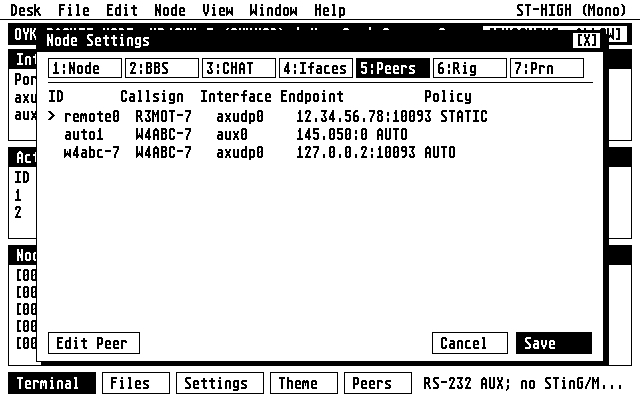 Desk File Edit Node View Window Help ST-HIGH (Mono)
Node Settings [X]
1:Node 2:BBS 3:CHAT 4:Ifaces 5:Peers 6:Rig 7:Prn
ID Callsign Interface Endpoint Policy
> remote0 R3MOT-7 axudp0 12.34.56.78:10093 STATIC
auto1 W4ABC-7 aux0 145.050:0 AUTO
w4abc-7 W4ABC-7 axudp0 127.0.0.2:10093 AUTO
ID
1
2
Edit Peer Cancel Save
Terminal Files Settings Theme Peers RS-232 AUX; no STinG/M...